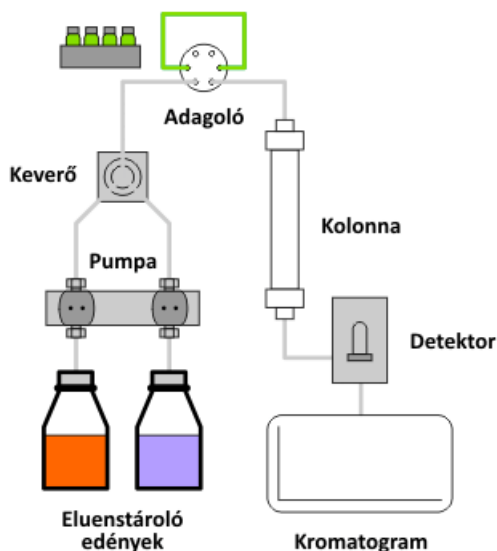 Adagoló
Keverő
Kolonna
Pumpa
Detektor
Eluenstároló
edények
Kromatogram